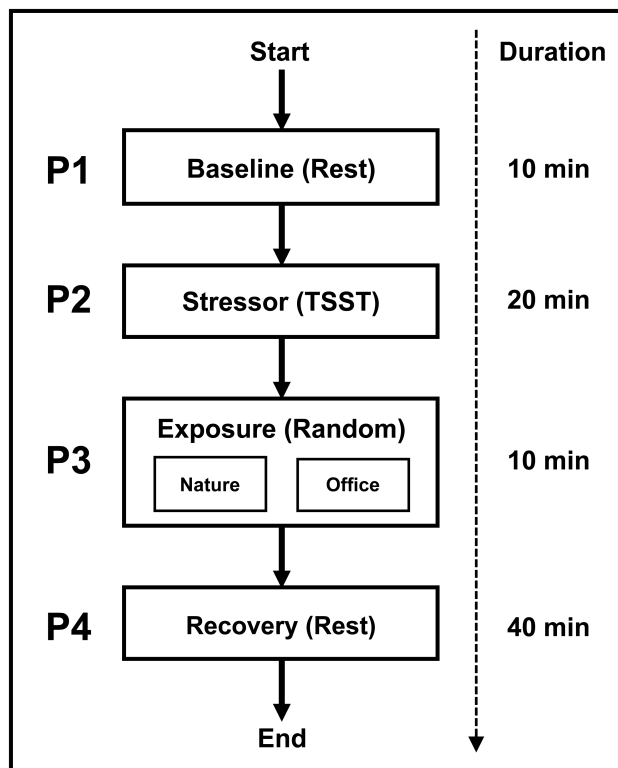 Start Duration
P1 Baseline (Rest) 10 min
P2 Stressor (TSST) 20 min
Exposure (Random)
P3 10 min
Nature Office
P4 Recovery (Rest) 40 min
End